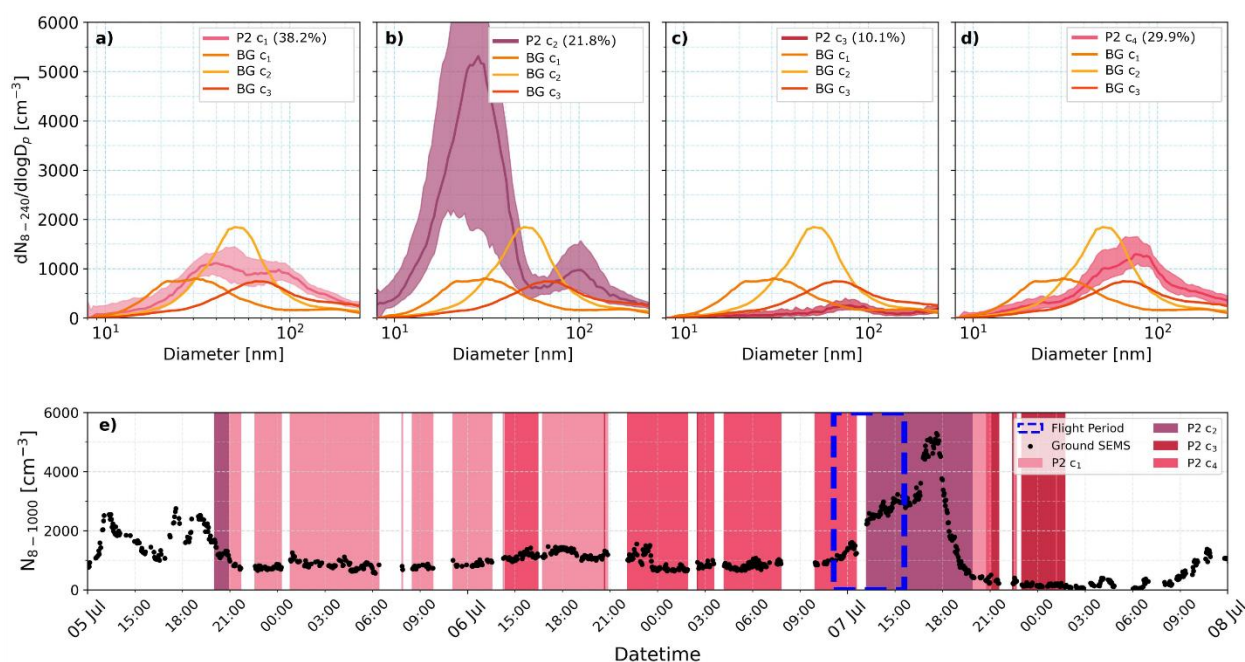 a)
P2 c₁ (38.2%)
BG c₁
BG c₂
BG c₃
b)
P2 c₂ (21.8%)
BG c₁
BG c₂
BG c₃
c)
P2 c₃ (10.1%)
BG c₁
BG c₂
BG c₃
d)
P2 c₄ (29.9%)
BG c₁
BG c₂
BG c₃
dN₈₋₂₄₀/dlogDₚ [cm⁻³]
6000
5000
4000
3000
2000
1000
0
10¹ 10² 10¹ 10² 10¹ 10² 10¹ 10²
Diameter [nm] Diameter [nm] Diameter [nm] Diameter [nm]
e)
N₈₋₁₀₀₀ [cm⁻³]
6000
4000
2000
0
Flight Period
Ground SEMS
P2 c₁
P2 c₂
P2 c₃
P2 c₄
05 Jul 15:00 18:00 21:00 00:00 03:00 06:00 09:00 06 Jul 15:00 18:00 21:00 00:00 03:00 06:00 09:00 07 Jul 15:00 18:00 21:00 00:00 03:00 06:00 09:00 08 Jul
Datetime